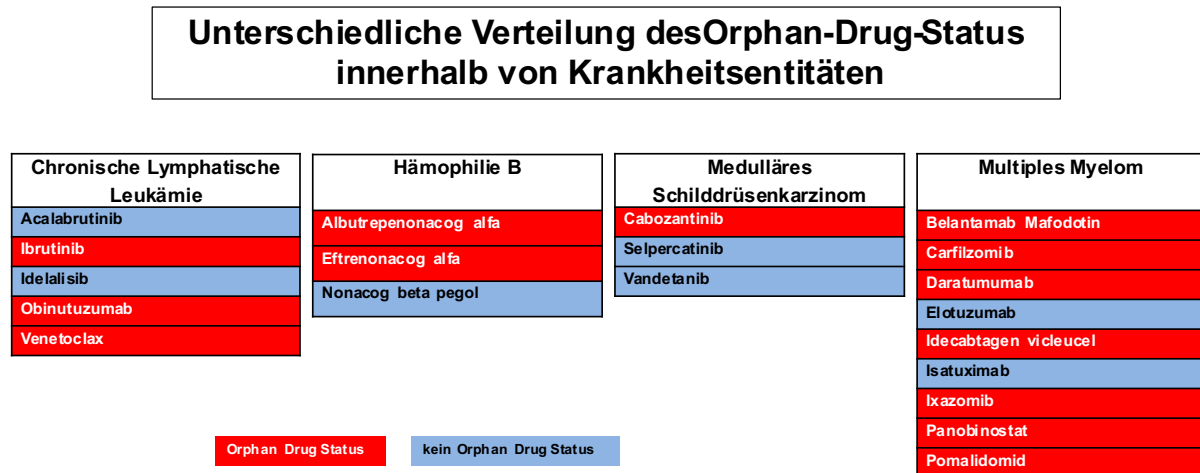 Unterschiedliche Verteilung desOrphan-Drug-Status
innerhalb von Krankheitsentitäten
Chronische Lymphatische
Leukämie
Acalabrutinib
Ibrutinib
Idelalisib
Obinutuzumab
Venetoclax
Hämophilie B
Albutrepenonacog alfa
Eftrenonacog alfa
Nonacog beta pegol
Medulläres
Schilddrüsenkarzinom
Cabozantinib
Selpercatinib
Vandetanib
Multiples Myelom
Belantamab Mafodotin
Carfilzomib
Daratumumab
Elotuzumab
Idecabtagen vicleucel
Isatuximab
Ixazomib
Panobinostat
Pomalidomid
Orphan Drug Status
kein Orphan Drug Status